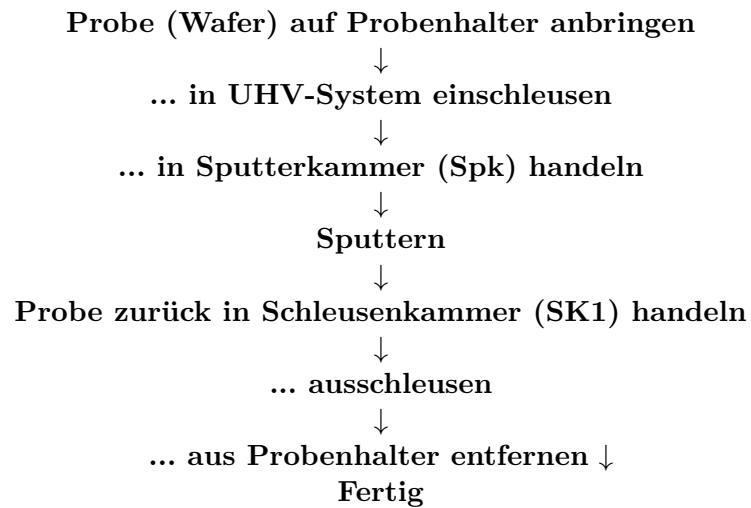 Probe (Wafer) auf Probenhalter anbringen
↓
... in UHV-System einschleusen
↓
... in Sputterkammer (Spk) handeln
↓
Sputtern
↓
Probe zurück in Schleusenkammer (SK1) handeln
↓
... ausschleusen
↓
... aus Probenhalter entfernen ↓
Fertig